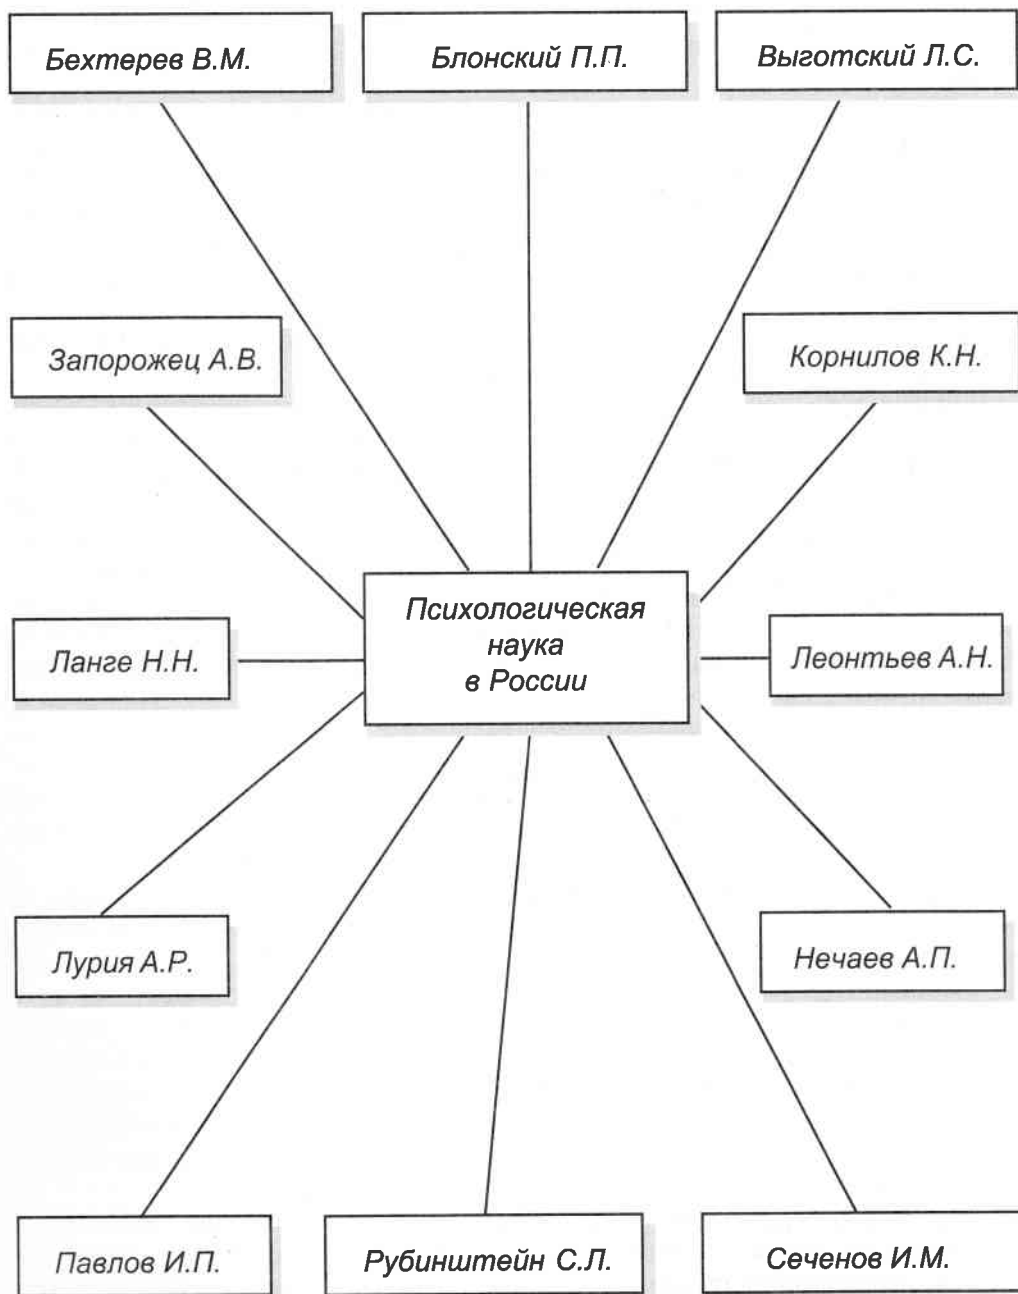 Бехтерев В.М.
Блонский П.П.
Выготский Л.С.
Запорожец А.В.
Корнилов К.Н.
Психологическая
наука
в России
Ланге Н.Н.
Леонтьев А.Н.
Лурия А.Р.
Нечаев А.П.
Павлов И.П.
Рубинштейн С.Л.
Сеченов И.М.